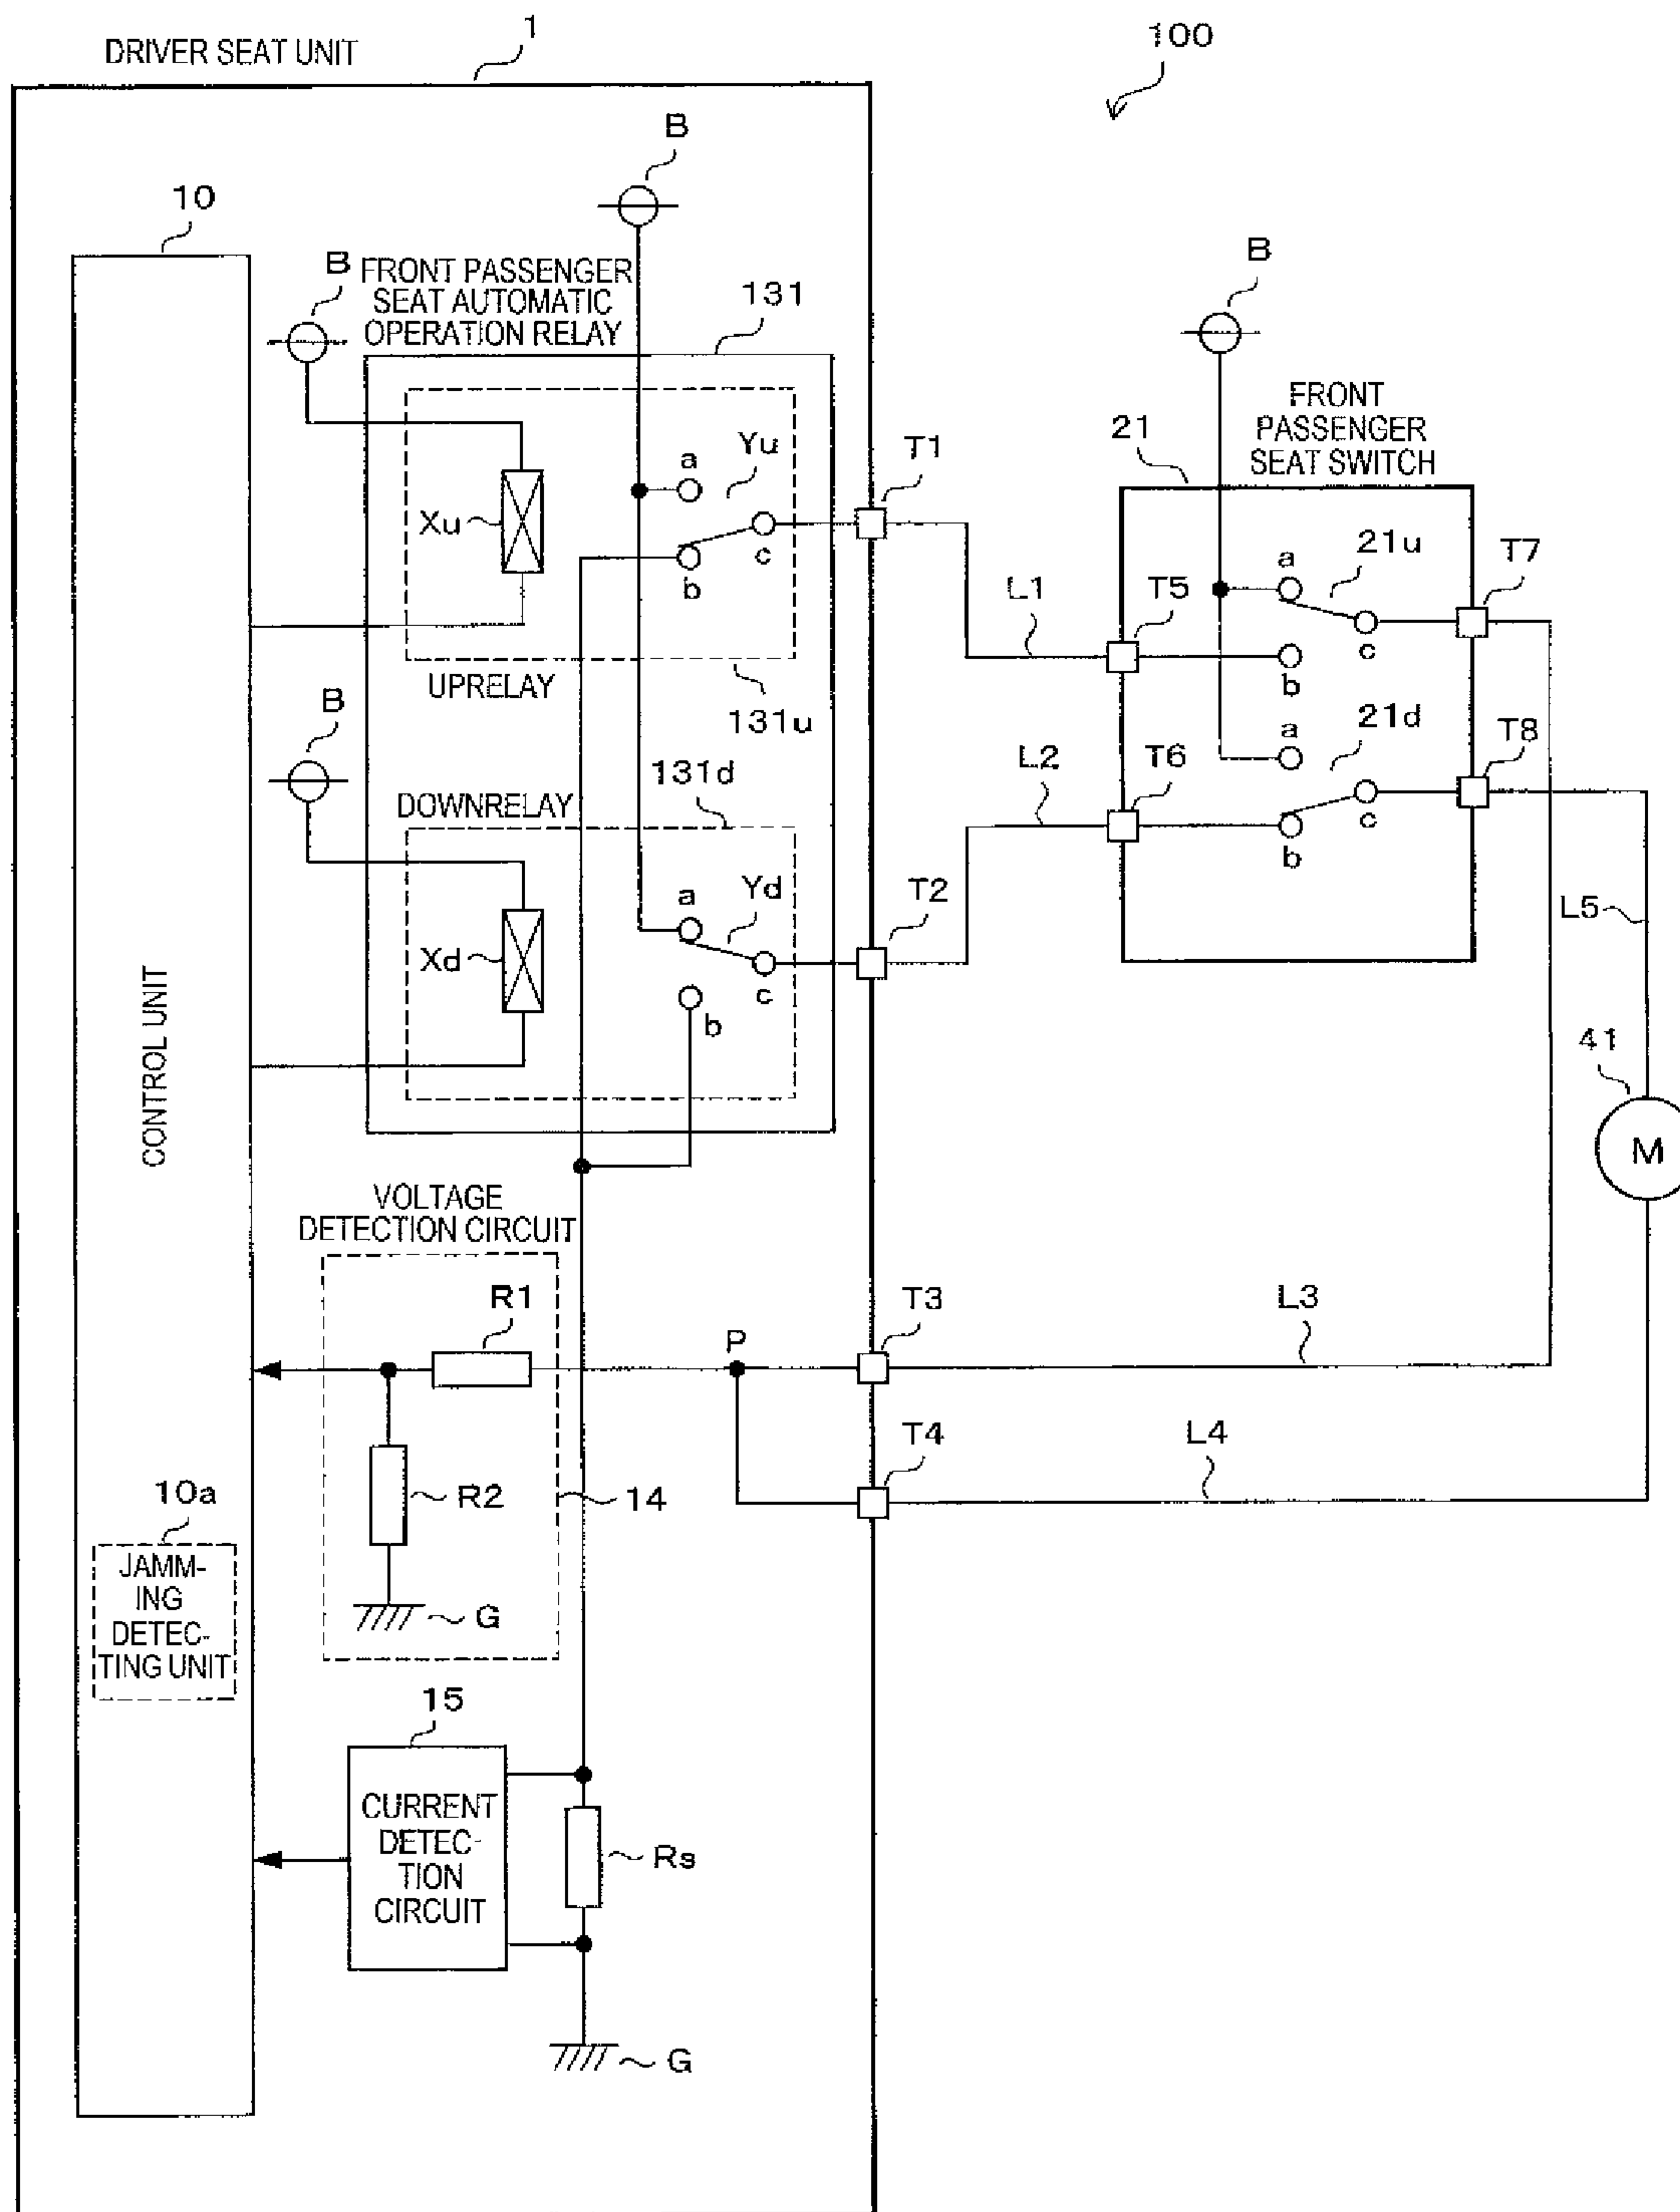 DRIVER SEAT UNIT
1
100
B
10
B
FRONT PASSENGER
SEAT AUTOMATIC
OPERATION RELAY
131
B
FRONT
PASSENGER
SEAT SWITCH
21
Xu
a
Yu
b
c
T1
UPRELAY
131u
L1
T5
a
21u
c
b
T7
B
131d
DOWNRELAY
L2
T6
a
21d
c
b
T8
L5
Xd
a
Yd
c
b
T2
CONTROL UNIT
41
M
VOLTAGE
DETECTION CIRCUIT
R1
P
T3
L3
R2
14
T4
L4
G
10a
JAMM-
ING
DETEC-
TING UNIT
15
CURRENT
DETEC-
TION
CIRCUIT
Rs
G